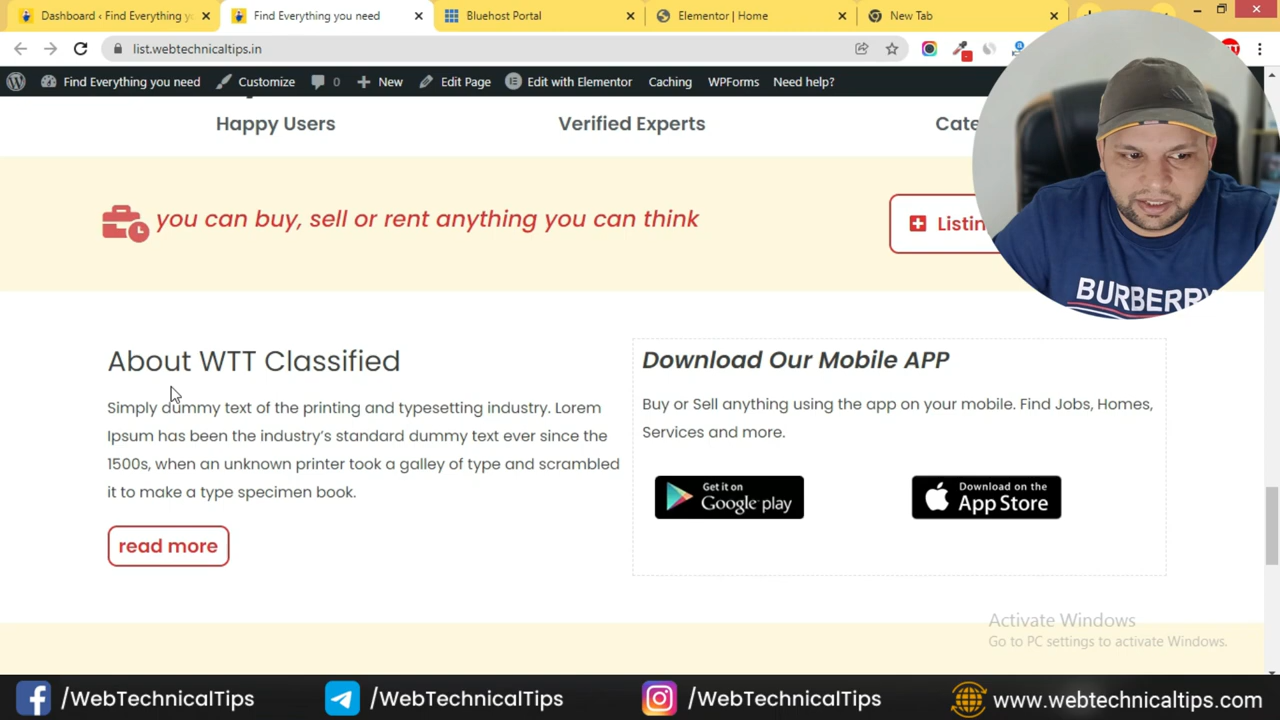 Dashboard ‹ Find Everything yo
Find Everything you need
Bluehost Portal
Elementor | Home
New Tab
list.webtechnicaltips.in
Find Everything you need
Customize
0
New
Edit Page
Edit with Elementor
Caching
WPForms
Need help?
Happy Users
Verified Experts
Cate
you can buy, sell or rent anything you can think
Listin
BURBERRY
About WTT Classified
Simply dummy text of the printing and typesetting industry. Lorem
Ipsum has been the industry's standard dummy text ever since the
1500s, when an unknown printer took a galley of type and scrambled
it to make a type specimen book.
read more
Download Our Mobile APP
Buy or Sell anything using the app on your mobile. Find Jobs, Homes,
Services and more.
Get it on
Google play
Download on the
App Store
Activate Windows
Go to PC settings to activate Windows.
/WebTechnicalTips
/WebTechnicalTips
/WebTechnicalTips
www.webtechnicaltips.com